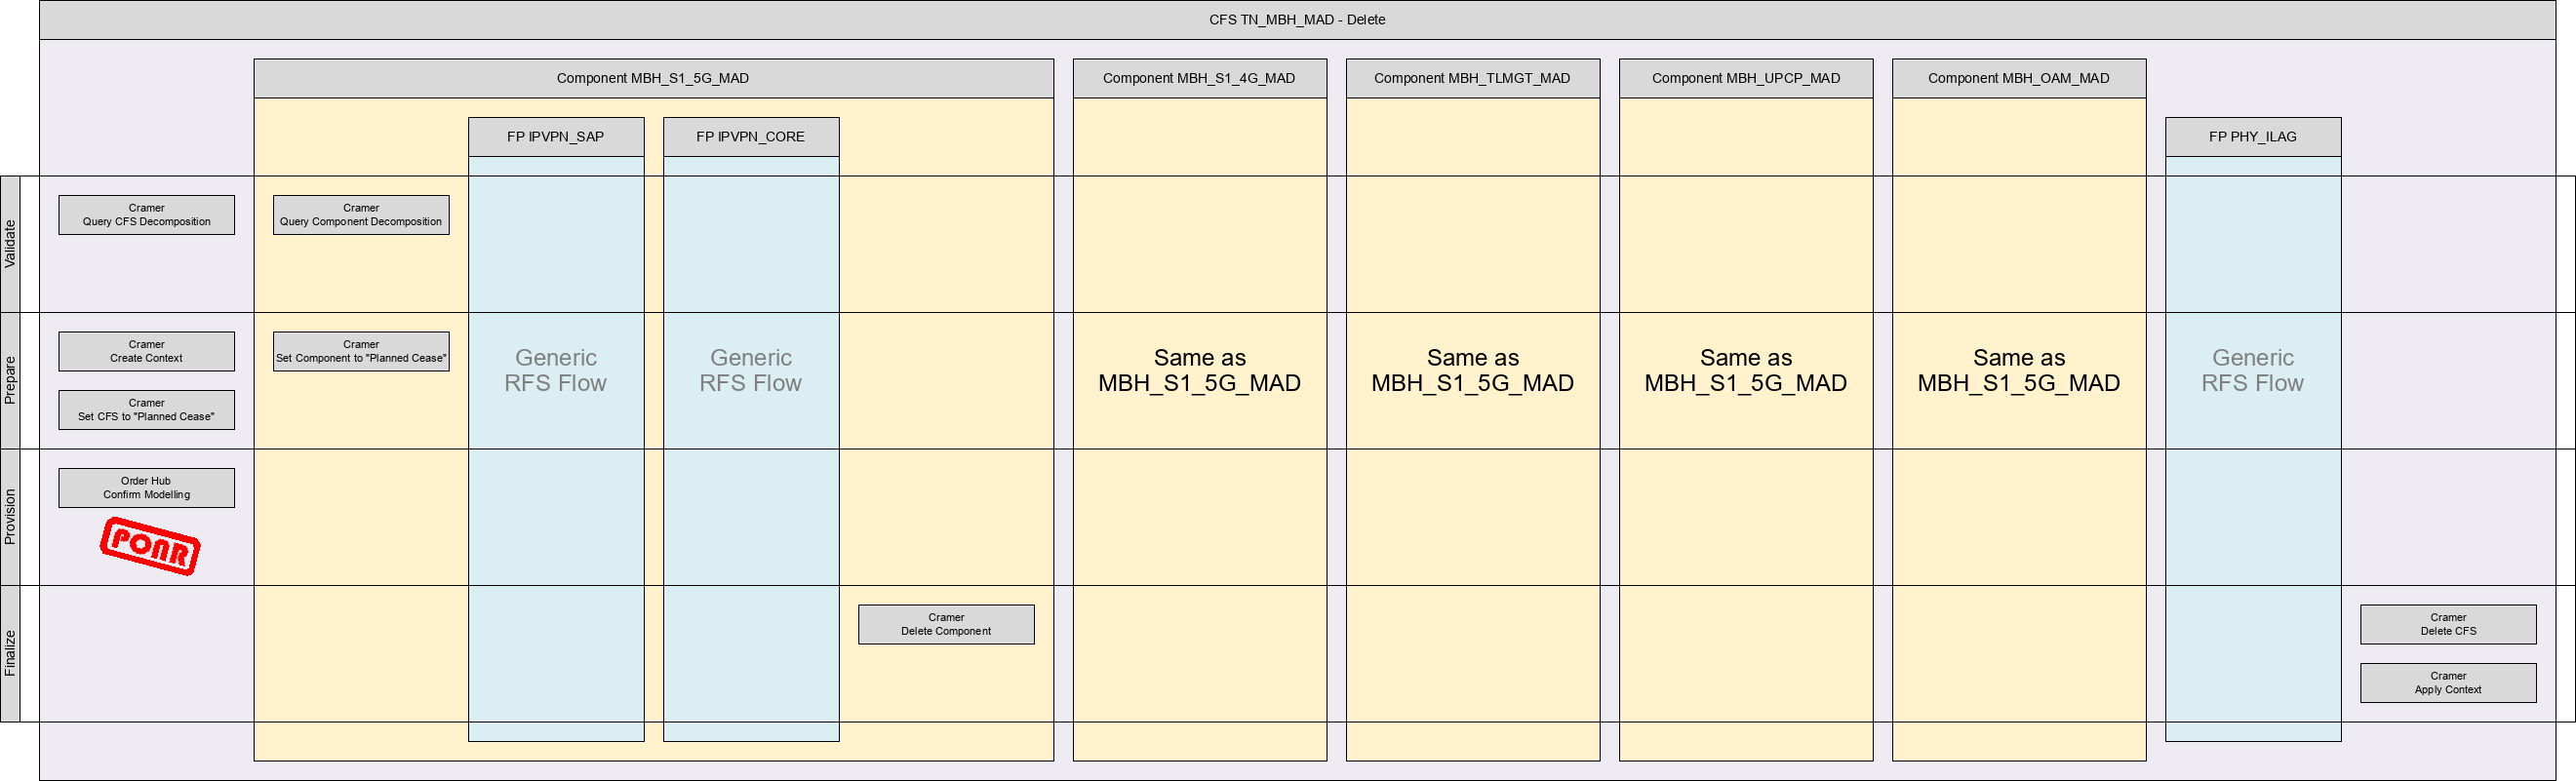 CFS TN_MBH_MAD - Delete
Component MBH_S1_5G_MAD
Component MBH_S1_4G_MAD
Component MBH_TLMGT_MAD
Component MBH_UPCP_MAD
Component MBH_OAM_MAD
FP IPVPN_SAP
FP IPVPN_CORE
FP PHY_ILAG
Validate
Cramer
Query CFS Decomposition
Cramer
Query Component Decomposition
Prepare
Cramer
Create Context
Cramer
Set CFS to "Planned Cease"
Cramer
Set Component to "Planned Cease"
Generic
RFS Flow
Generic
RFS Flow
Same as
MBH_S1_5G_MAD
Same as
MBH_S1_5G_MAD
Same as
MBH_S1_5G_MAD
Same as
MBH_S1_5G_MAD
Generic
RFS Flow
Provision
Order Hub
Confirm Modelling
PONR
Finalize
Cramer
Delete Component
Cramer
Delete CFS
Cramer
Apply Context